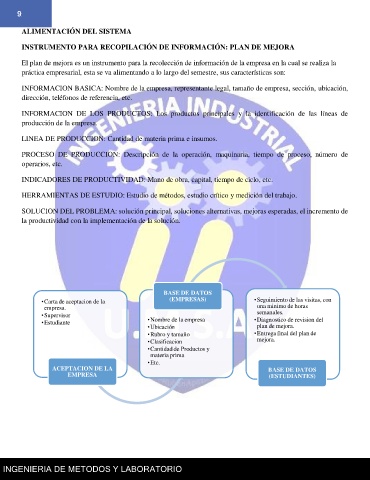 9
ALIMENTACIÓN DEL SISTEMA
INSTRUMENTO PARA RECOPILACIÓN DE INFORMACIÓN: PLAN DE MEJORA
El plan de mejora es un instrumento para la recolección de información de la empresa en la cual se realiza la
práctica empresarial, esta se va alimentando a lo largo del semestre, sus características son:
INFORMACION BASICA: Nombre de la empresa, representante legal, tamaño de empresa, sección, ubicación,
dirección, teléfonos de referencia, etc.
INFORMACION DE LOS PRODUCTOS: Los productos principales y la identificación de las líneas de
producción de la empresa.
LINEA DE PRODUCCION: Cantidad de materia prima e insumos.
PROCESO DE PRODUCCION: Descripción de la operación, maquinaria, tiempo de proceso, número de
operarios, etc.
INDICADORES DE PRODUCTIVIDAD: Mano de obra, capital, tiempo de ciclo, etc.
HERRAMIENTAS DE ESTUDIO: Estudio de métodos, estudio crítico y medición del trabajo.
SOLUCION DEL PROBLEMA: solución principal, soluciones alternativas, mejoras esperadas, el incremento de
la productividad con la implementación de la solución.
INGENIERIA INDUSTRIAL
•Carta de aceptacion de la
empresa.
•Supervisor
•Estudiante
ACEPTACION DE LA
EMPRESA
BASE DE DATOS
(EMPRESAS)
•Nombre de la empresa
•Ubicación
•Rubro y tamaño
•Clasificacion
•Cantidad de Productos y
materia prima
•Etc.
•Seguimiento de las visitas, con
una minimo de horas
semanales.
•Diagnostico de revision del
plan de mejora.
•Entrega final del plan de
mejora.
BASE DE DATOS
(ESTUDIANTES)
INGENIERIA DE METODOS Y LABORATORIO